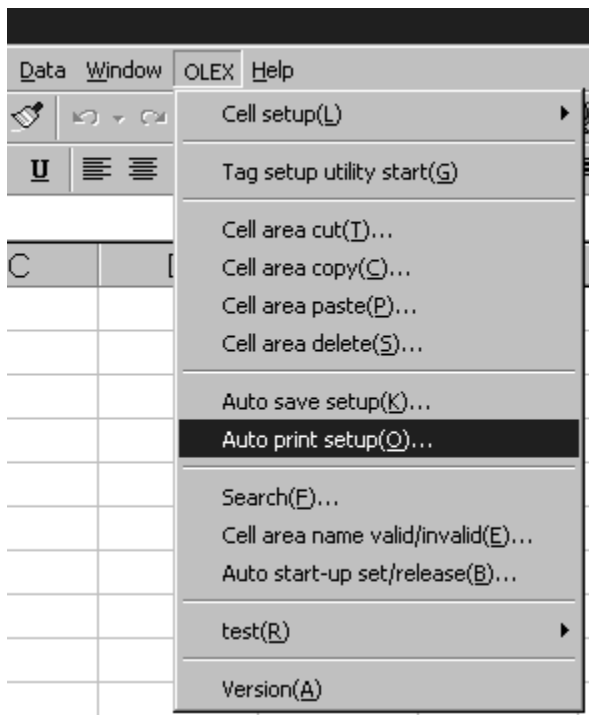 Data Window OLEX Help
U
C
Cell setup(L)
Tag setup utility start(G)
Cell area cut(T)...
Cell area copy(C)...
Cell area paste(P)...
Cell area delete(S)...
Auto save setup(K)...
Auto print setup(O)...
Search(F)...
Cell area name valid/invalid(E)...
Auto start-up set/release(B)...
test(R)
Version(A)